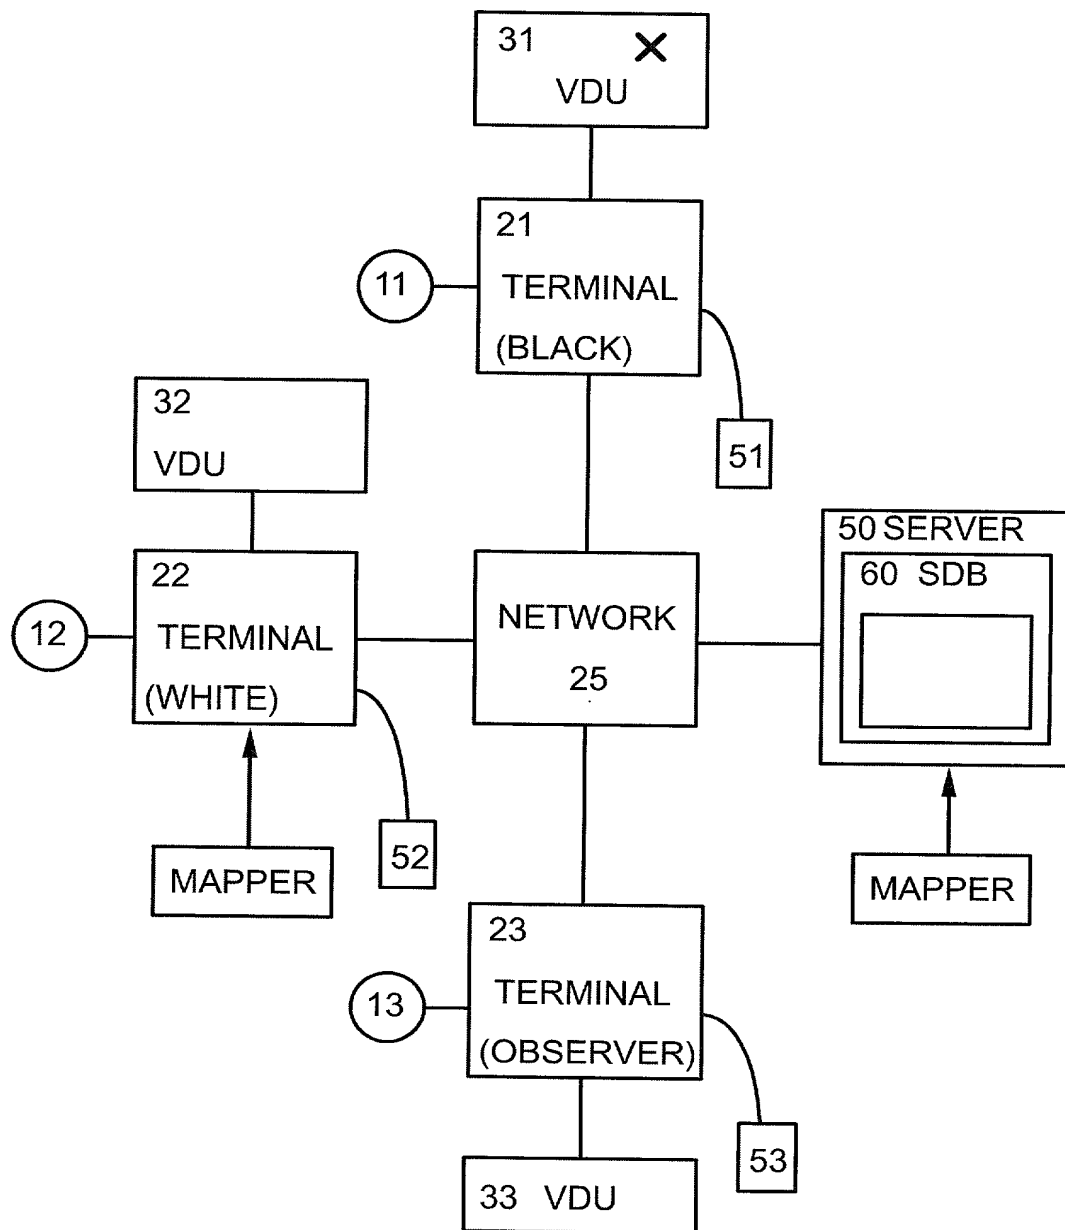 31
VDU
21
TERMINAL
(BLACK)
11
51
32
VDU
22
TERMINAL
(WHITE)
12
52
MAPPER
NETWORK
25
50 SERVER
60 SDB
MAPPER
23
TERMINAL
(OBSERVER)
13
53
33 VDU